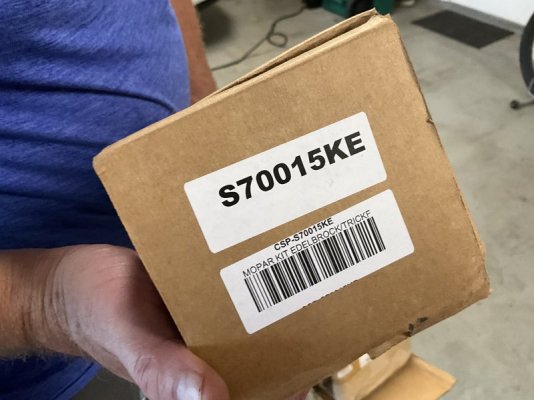 S70015KE
CSP-S70015KE
MOPAR KIT EDELBROCK/TRICKF